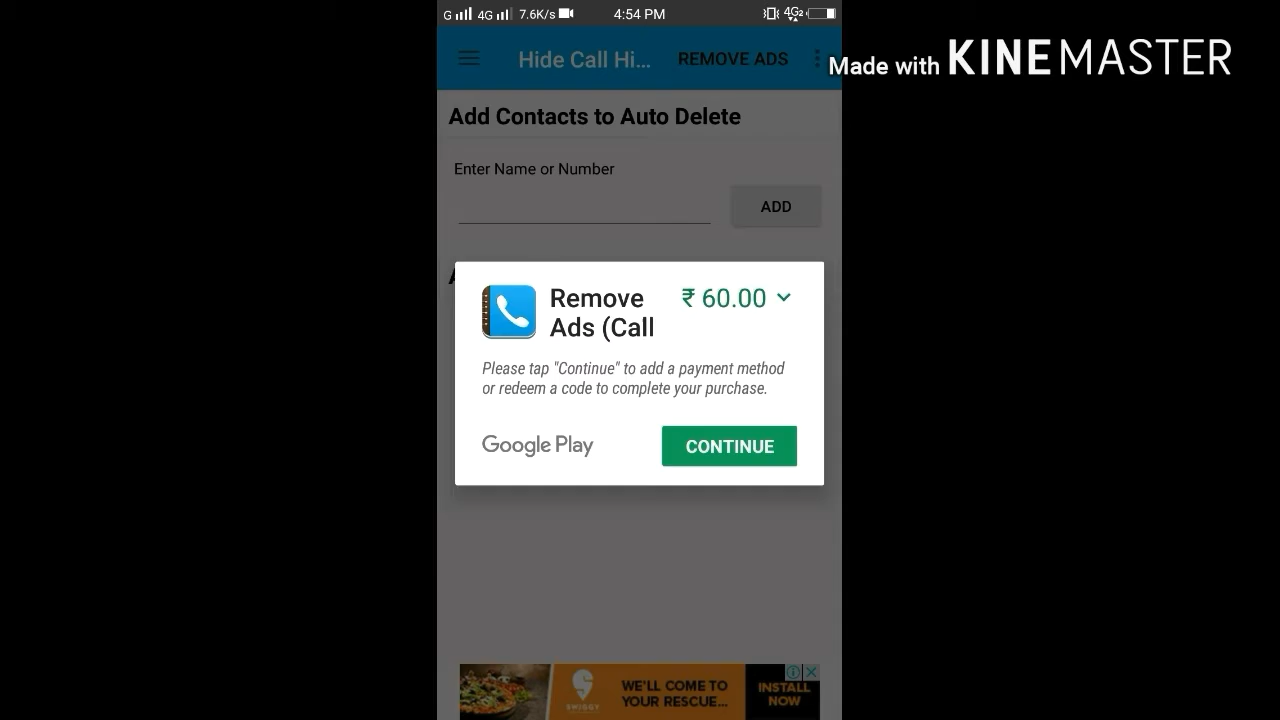 G 4G 7.6K/s 4:54 PM 4G2
Hide Call Hi... REMOVE ADS
Made with KINEMASTER
Add Contacts to Auto Delete
Enter Name or Number
ADD
A
Remove ₹ 60.00
Ads (Call
Please tap "Continue" to add a payment method
or redeem a code to complete your purchase.
Google Play CONTINUE
SWIGGY
WE'LL COME TO
YOUR RESCUE...
INSTALL
NOW